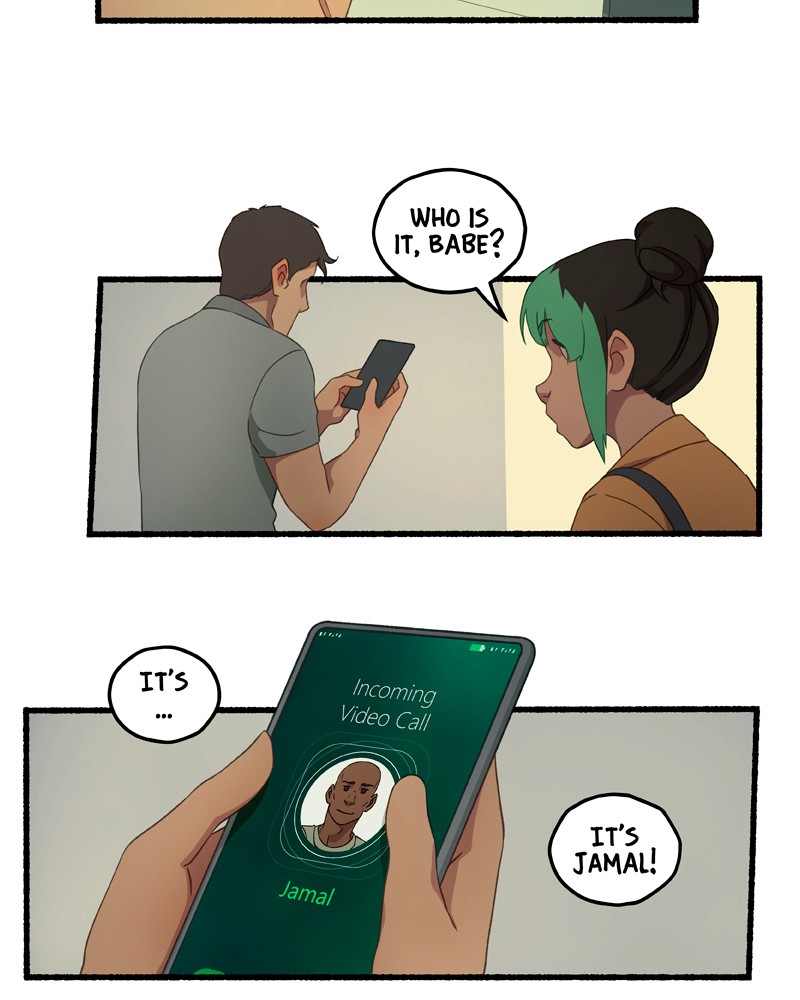 WHO IS
IT, BABE?
IT'S
...
Incoming
Video Call
Jamal
IT'S
JAMAL!